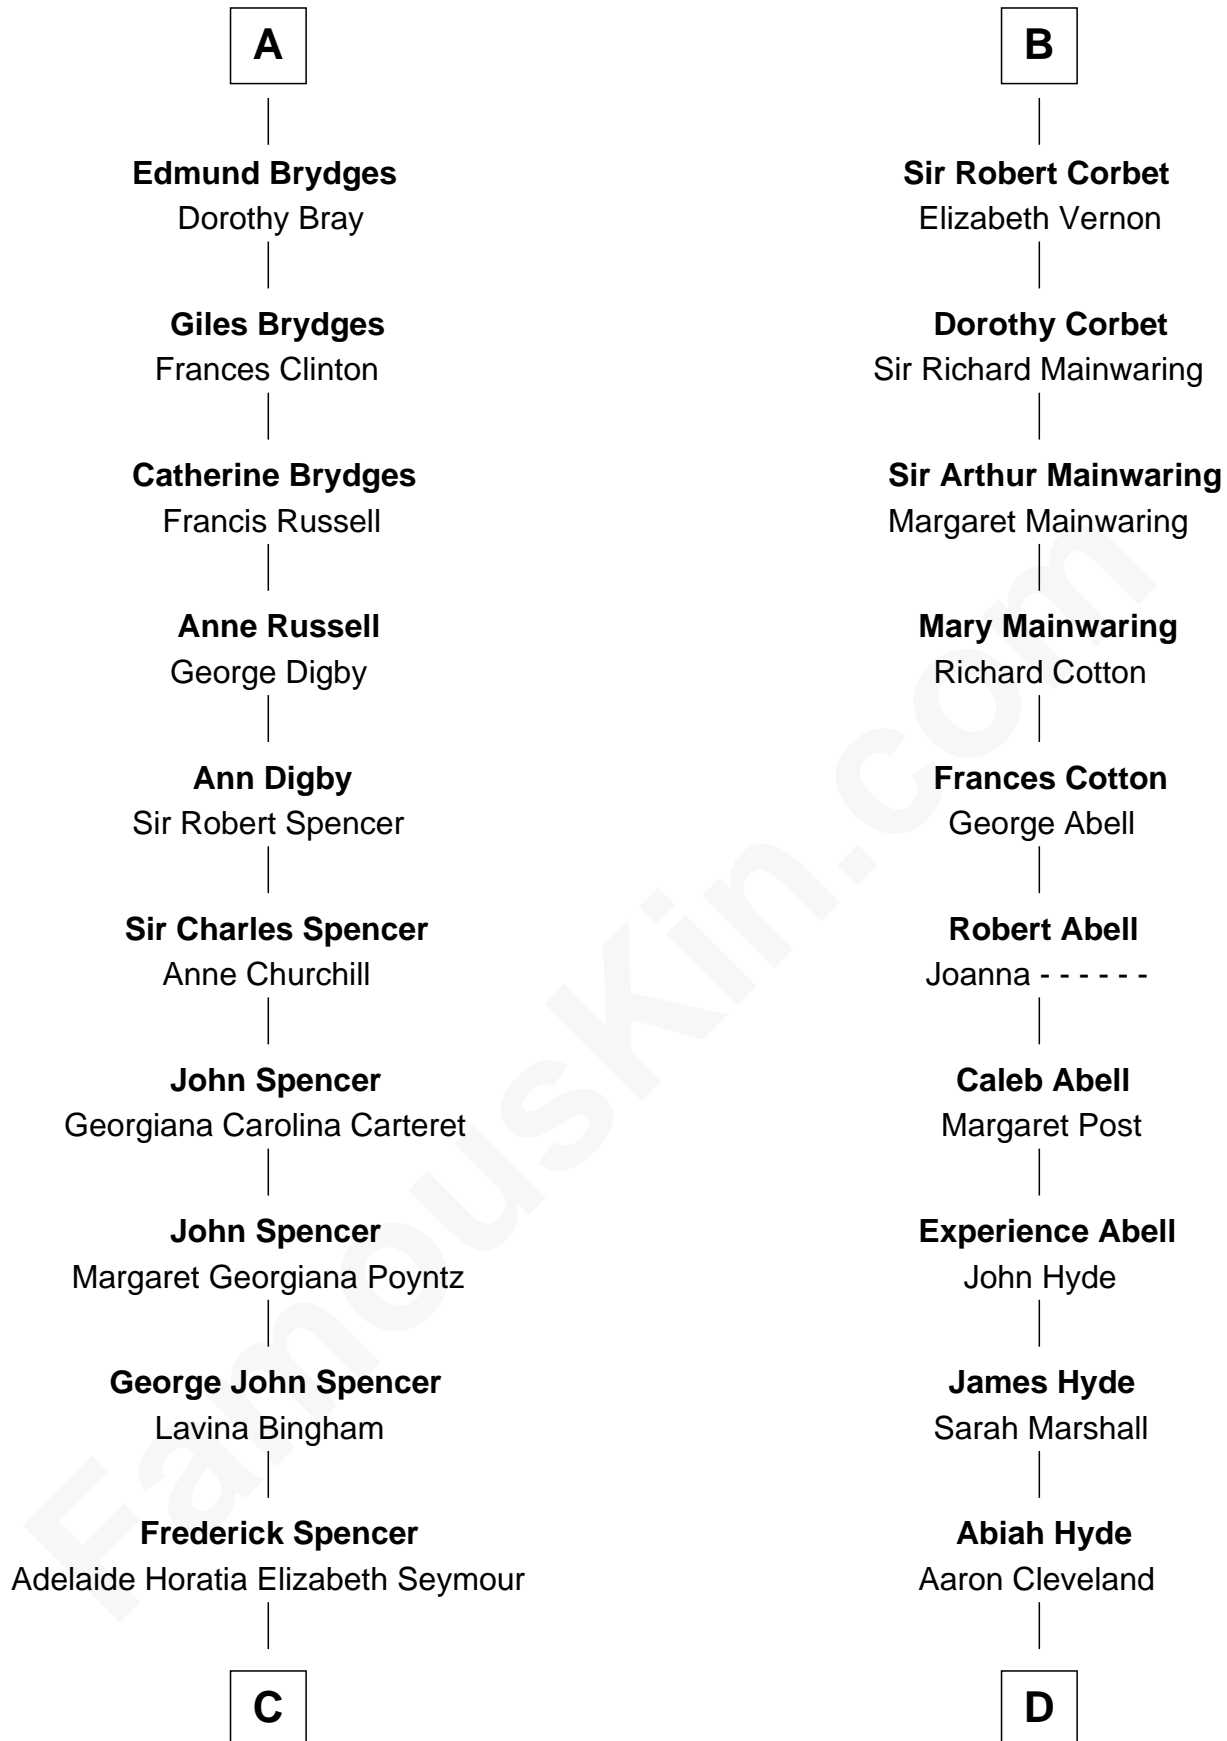 A
Edmund Brydges
Dorothy Bray
Giles Brydges
Frances Clinton
Catherine Brydges
Francis Russell
Anne Russell
George Digby
Ann Digby
Sir Robert Spencer
Sir Charles Spencer
Anne Churchill
John Spencer
Georgiana Carolina Carteret
John Spencer
Margaret Georgiana Poyntz
George John Spencer
Lavina Bingham
Frederick Spencer
Adelaide Horatia Elizabeth Seymour
C
B
Sir Robert Corbet
Elizabeth Vernon
Dorothy Corbet
Sir Richard Mainwaring
Sir Arthur Mainwaring
Margaret Mainwaring
Mary Mainwaring
Richard Cotton
Frances Cotton
George Abell
Robert Abell
Joanna - - - - - -
Caleb Abell
Margaret Post
Experience Abell
John Hyde
James Hyde
Sarah Marshall
Abiah Hyde
Aaron Cleveland
D
FamousKin.com